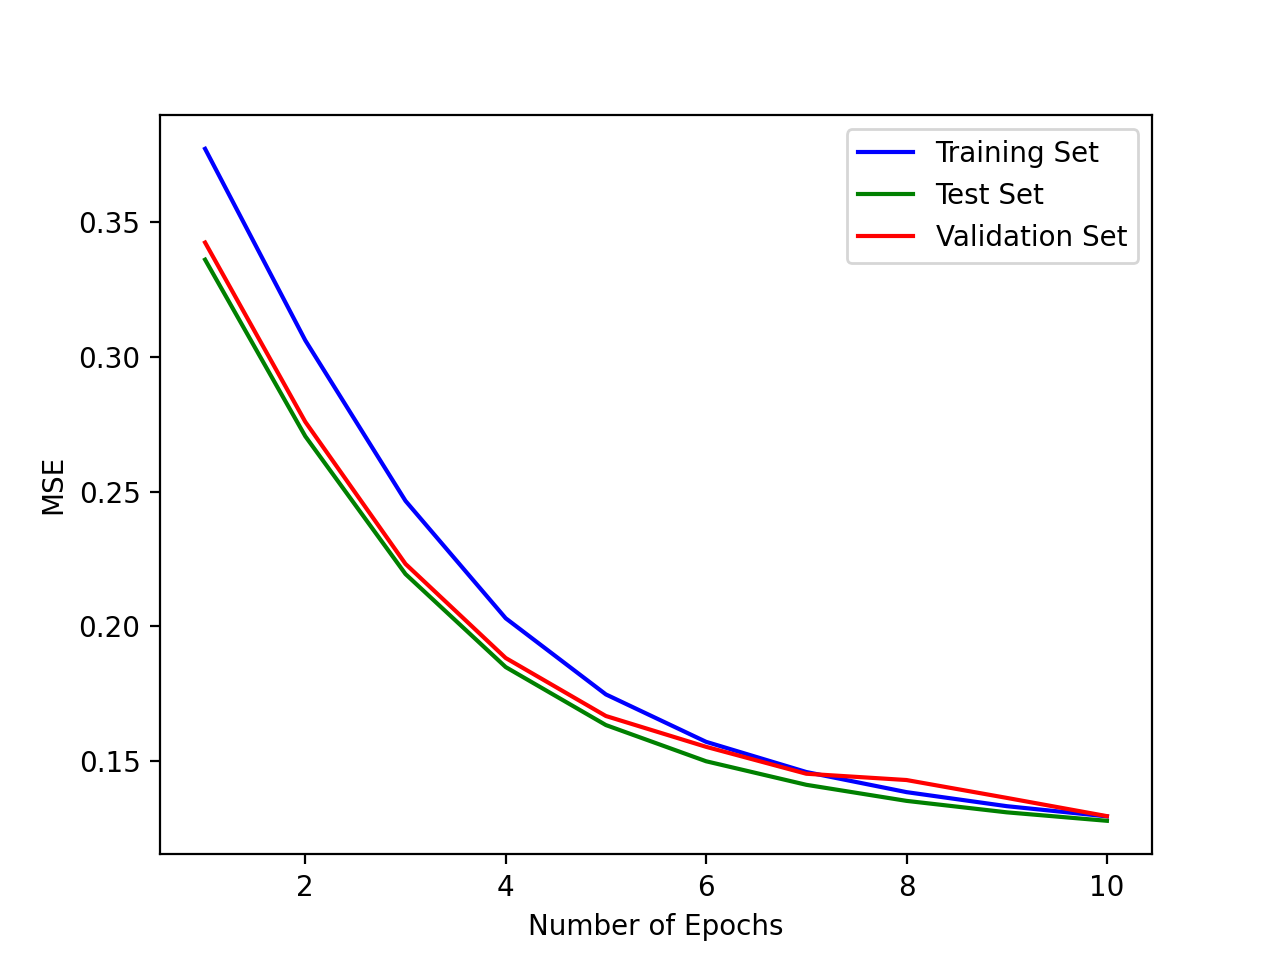 Training Set
Test Set
Validation Set
0.35
0.30
0.25
0.20
0.15
MSE
2 4 6 8 10
Number of Epochs